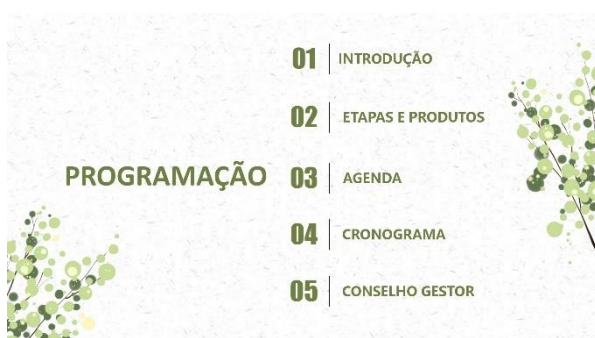 PROGRAMAÇÃO
01 INTRODUÇÃO
02 ETAPAS E PRODUTOS
03 AGENDA
04 CRONOGRAMA
05 CONSELHO GESTOR